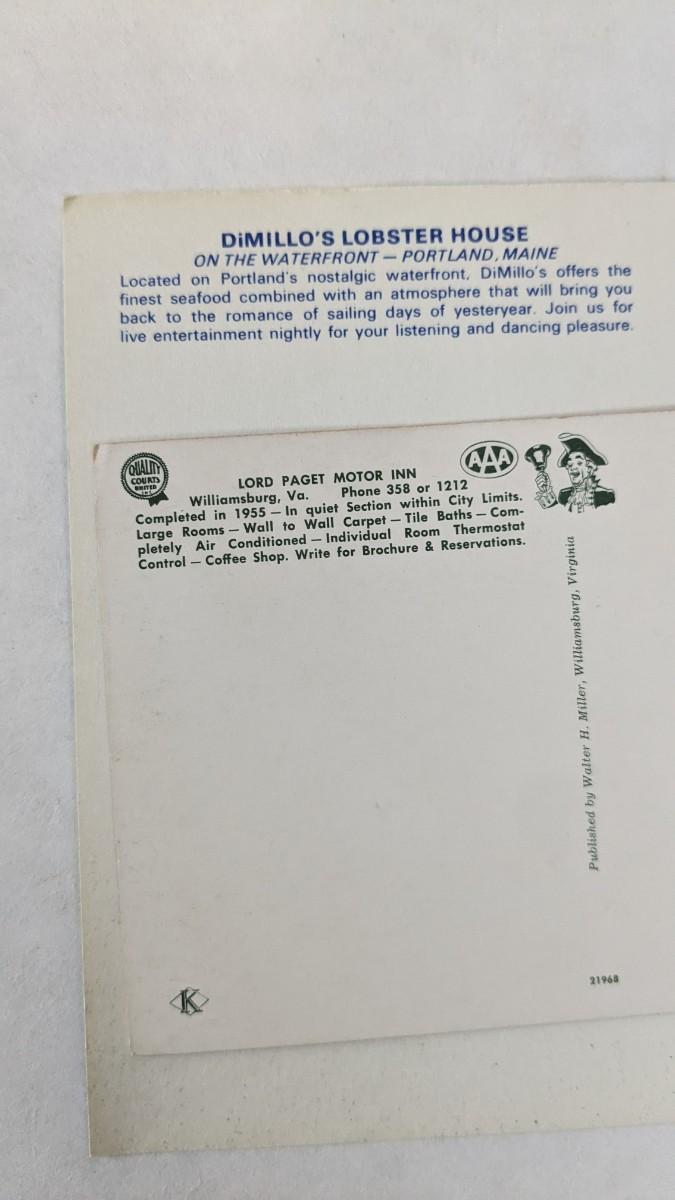 DiMILLO'S LOBSTER HOUSE
ON THE WATERFRONT — PORTLAND, MAINE
Located on Portland's nostalgic waterfront, DiMillo's offers the
finest seafood combined with an atmosphere that will bring you
back to the romance of sailing days of yesteryear. Join us for
live entertainment nightly for your listening and dancing pleasure.
QUALITY
COURTS
UNITED
INC
AAA
LORD PAGET MOTOR INN
Williamsburg, Va. Phone 358 or 1212
Completed in 1955 — In quiet Section within City Limits.
Large Rooms — Wall to Wall Carpet — Tile Baths — Com-
pletely Air Conditioned — Individual Room Thermostat
Control — Coffee Shop. Write for Brochure & Reservations.
Published by Walter H. Miller, Williamsburg, Virginia
K
21968